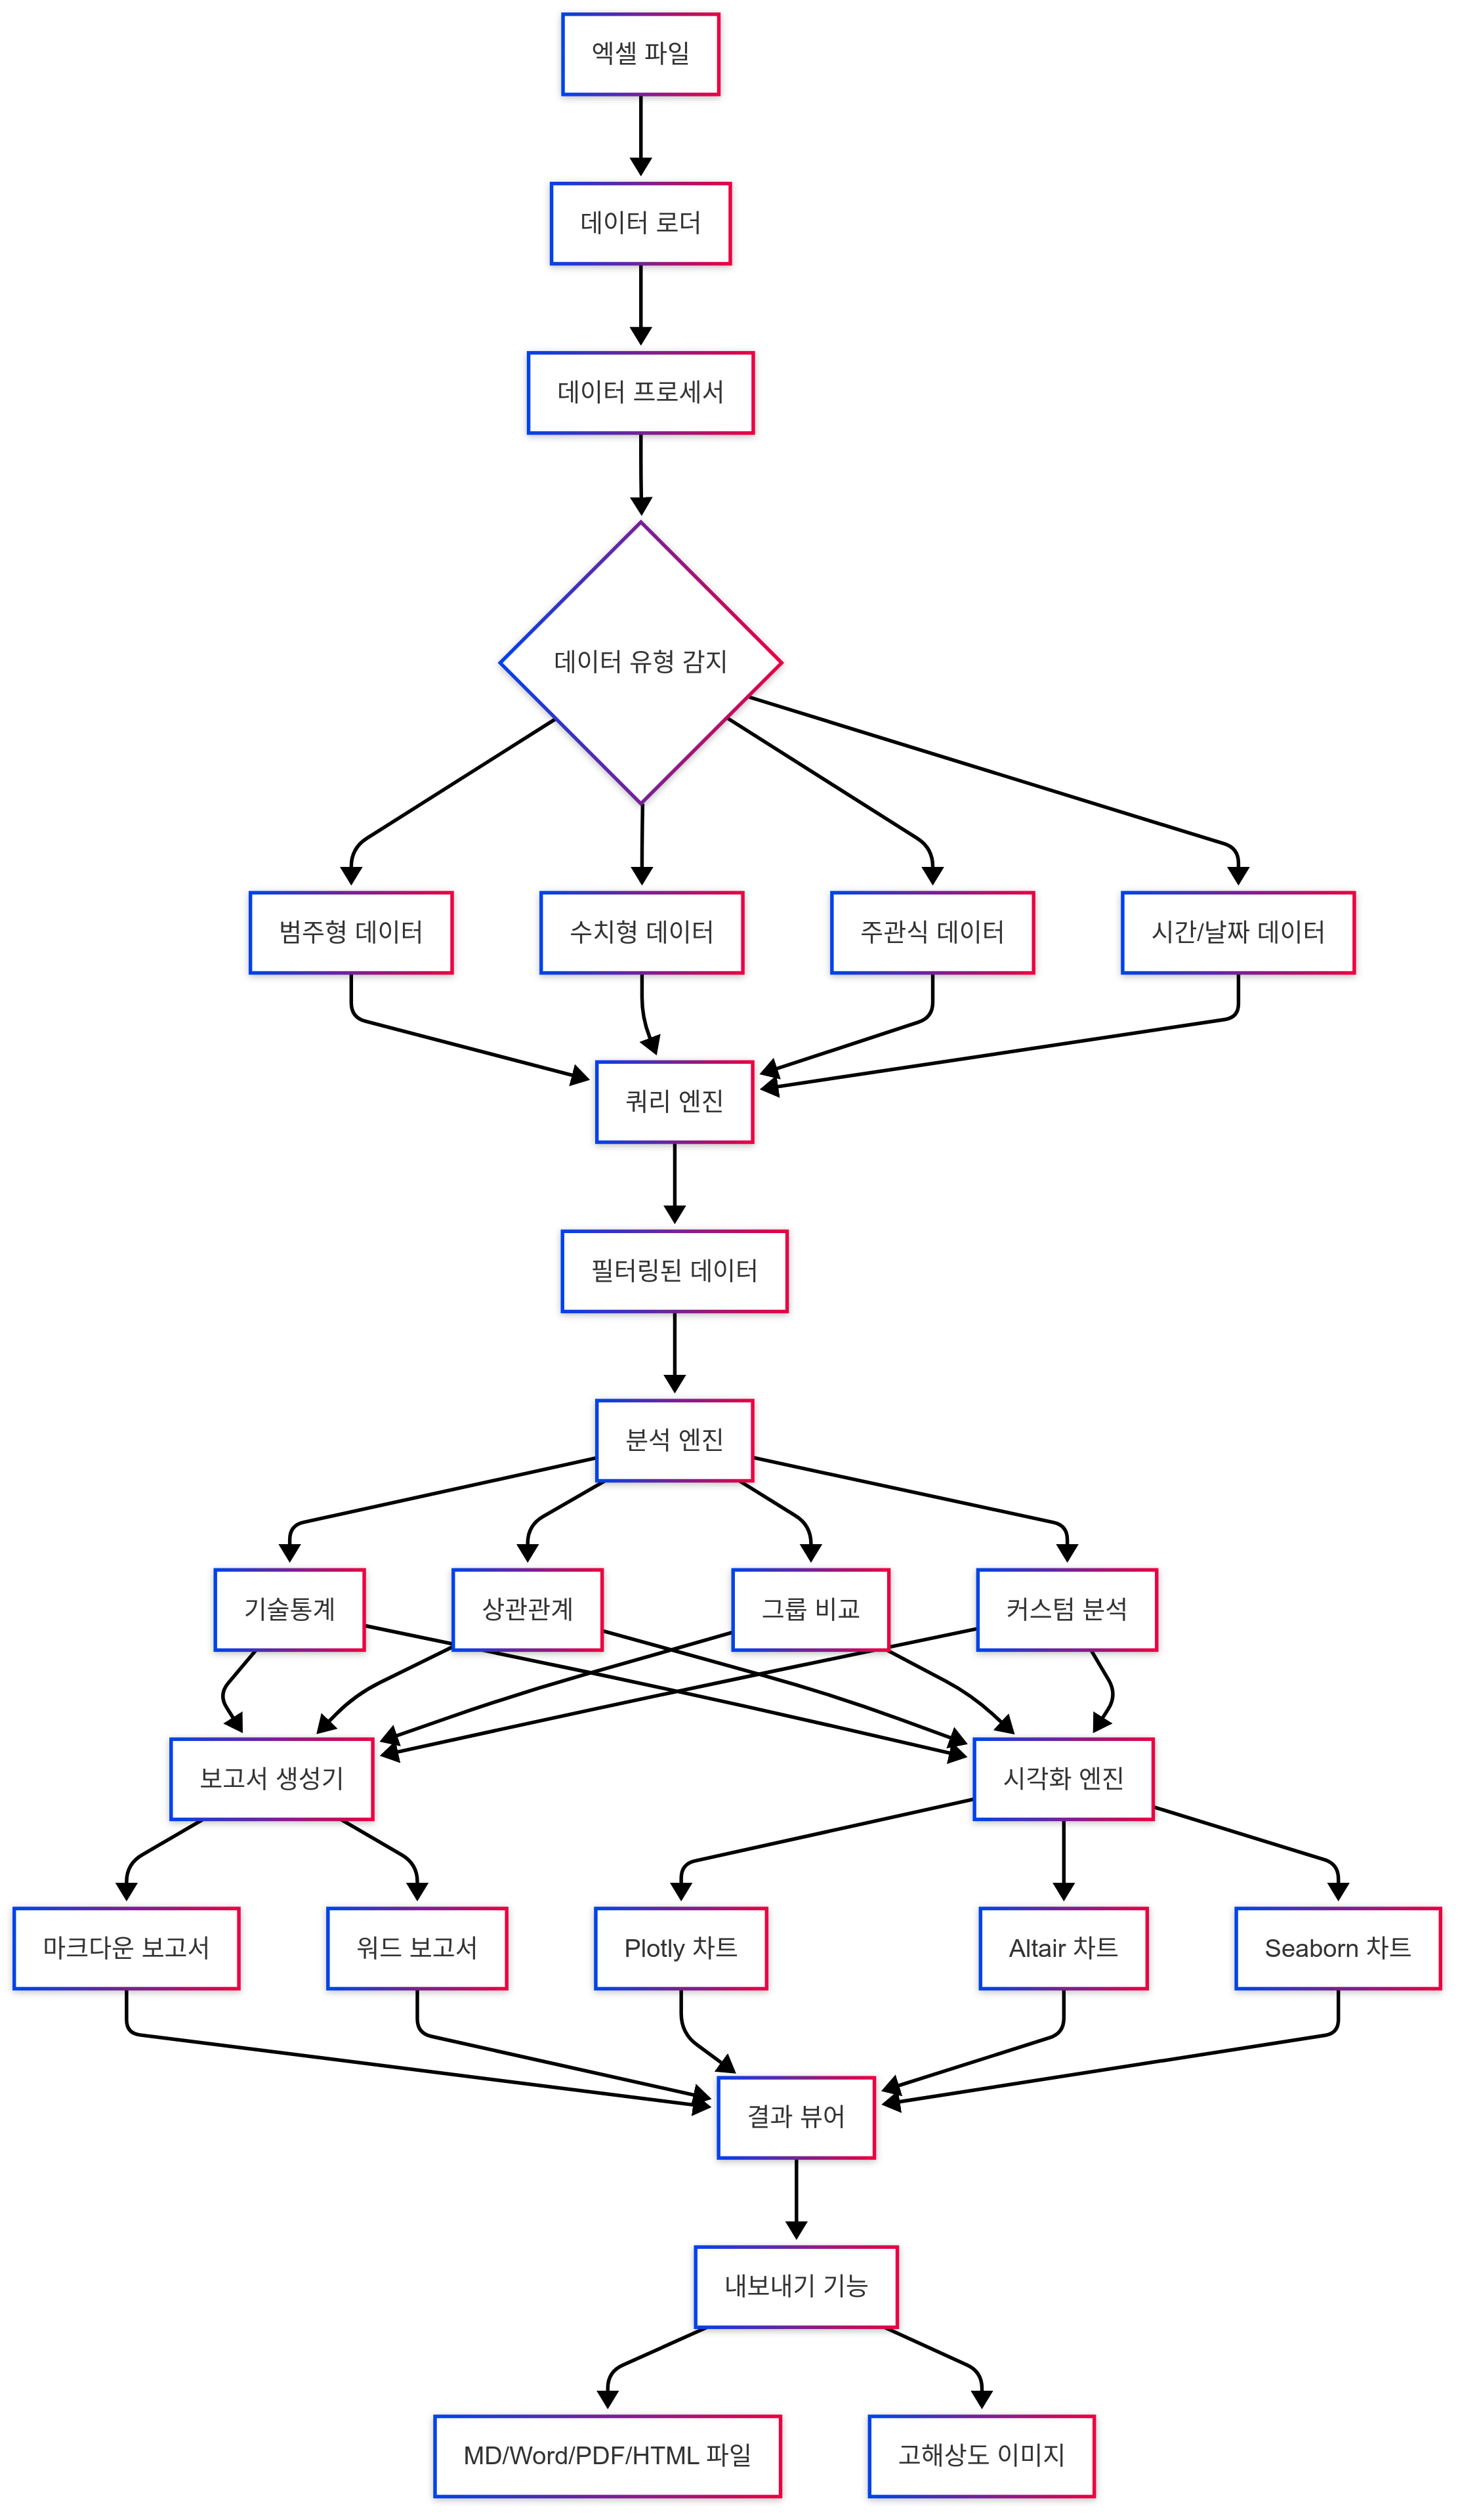 엑셀 파일
데이터 로더
데이터 프로세서
데이터 유형 감지
범주형 데이터
수치형 데이터
주관식 데이터
시간/날짜 데이터
쿼리 엔진
필터링된 데이터
분석 엔진
기술통계
상관관계
그룹 비교
커스텀 분석
보고서 생성기
시각화 엔진
마크다운 보고서
워드 보고서
Plotly 차트
Altair 차트
Seaborn 차트
결과 뷰어
내보내기 기능
MD/Word/PDF/HTML 파일
고해상도 이미지